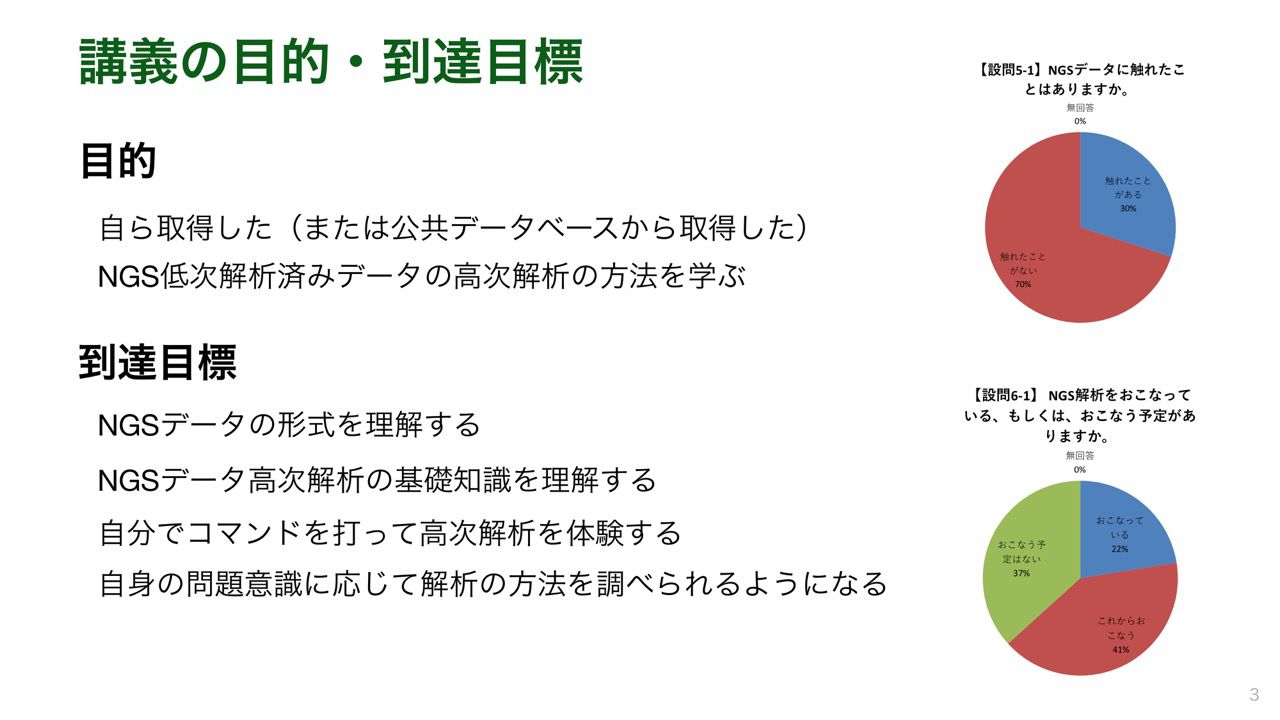 講義の目的・到達目標
目的
自ら取得した（または公共データベースから取得した）
NGS低次解析済みデータの高次解析の方法を学ぶ
到達目標
NGSデータの形式を理解する
NGSデータ高次解析の基礎知識を理解する
自分でコマンドを打って高次解析を体験する
自身の問題意識に応じて解析の方法を調べられるようになる
【設問5-1】NGSデータに触れたこ
とはありますか。
無回答
0%
触れたこと
がある
30%
触れたこと
がない
70%
【設問6-1】 NGS解析をおこなって
いる、もしくは、おこなう予定があ
りますか。
無回答
0%
おこなって
いる
22%
おこなう予
定はない
37%
これからお
こなう
41%
3